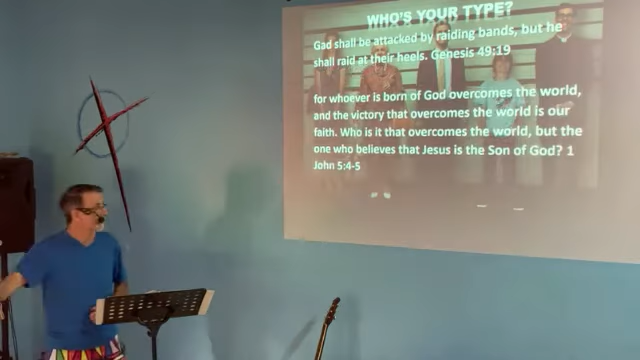 WHO'S YOUR TYPE?
Gad shall be attacked by raiding bands, but he
shall raid at their heels. Genesis 49:19
for whoever is born of God overcomes the world,
and the victory that overcomes the world is our
faith. Who is it that overcomes the world, but the
one who believes that Jesus is the Son of God? 1
John 5:4-5